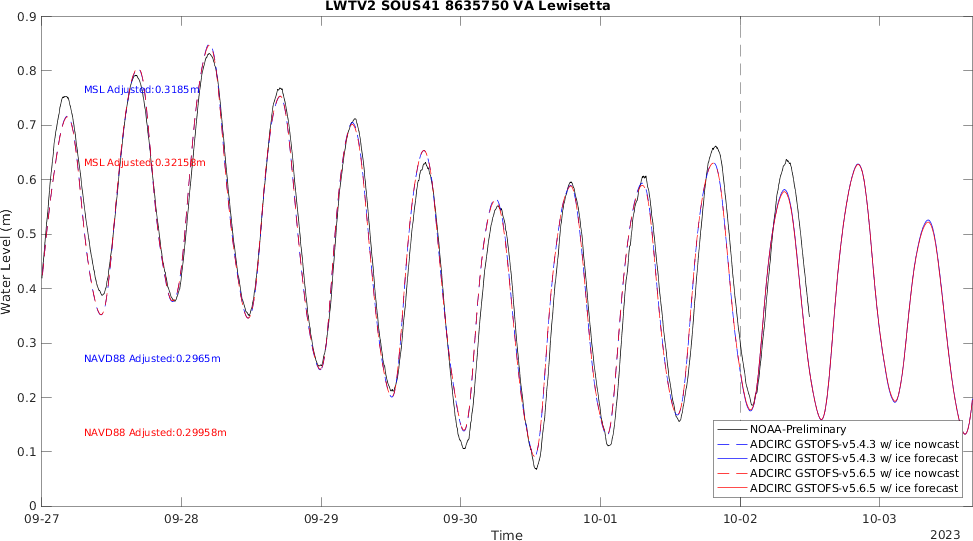 LWTV2 SOUS41 8635750 VA Lewisetta
0.9
0.8
0.7
0.6
0.5
0.4
0.3
0.2
0.1
0
Water Level (m)
MSL Adjusted:0.3185m
MSL Adjusted:0.32158m
NAVD88 Adjusted:0.2965m
NAVD88 Adjusted:0.29958m
NOAA-Preliminary
ADCIRC GSTOFS-v5.4.3 w/ ice nowcast
ADCIRC GSTOFS-v5.4.3 w/ ice forecast
ADCIRC GSTOFS-v5.6.5 w/ ice nowcast
ADCIRC GSTOFS-v5.6.5 w/ ice forecast
09-27 09-28 09-29 09-30 10-01 10-02 10-03
Time
2023